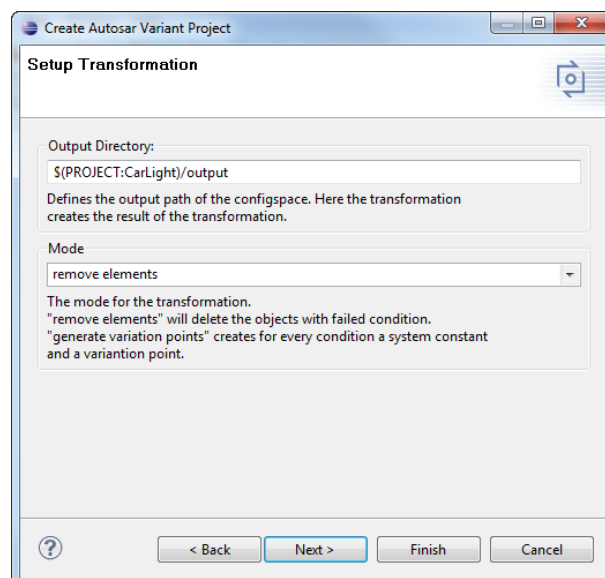 Create Autosar Variant Project
Setup Transformation
Output Directory:
$(PROJECT:CarLight)/output
Defines the output path of the configspace. Here the transformation
creates the result of the transformation.
Mode
remove elements
The mode for the transformation.
"remove elements" will delete the objects with failed condition.
"generate variation points" creates for every condition a system constant
and a variantion point.
< Back Next > Finish Cancel